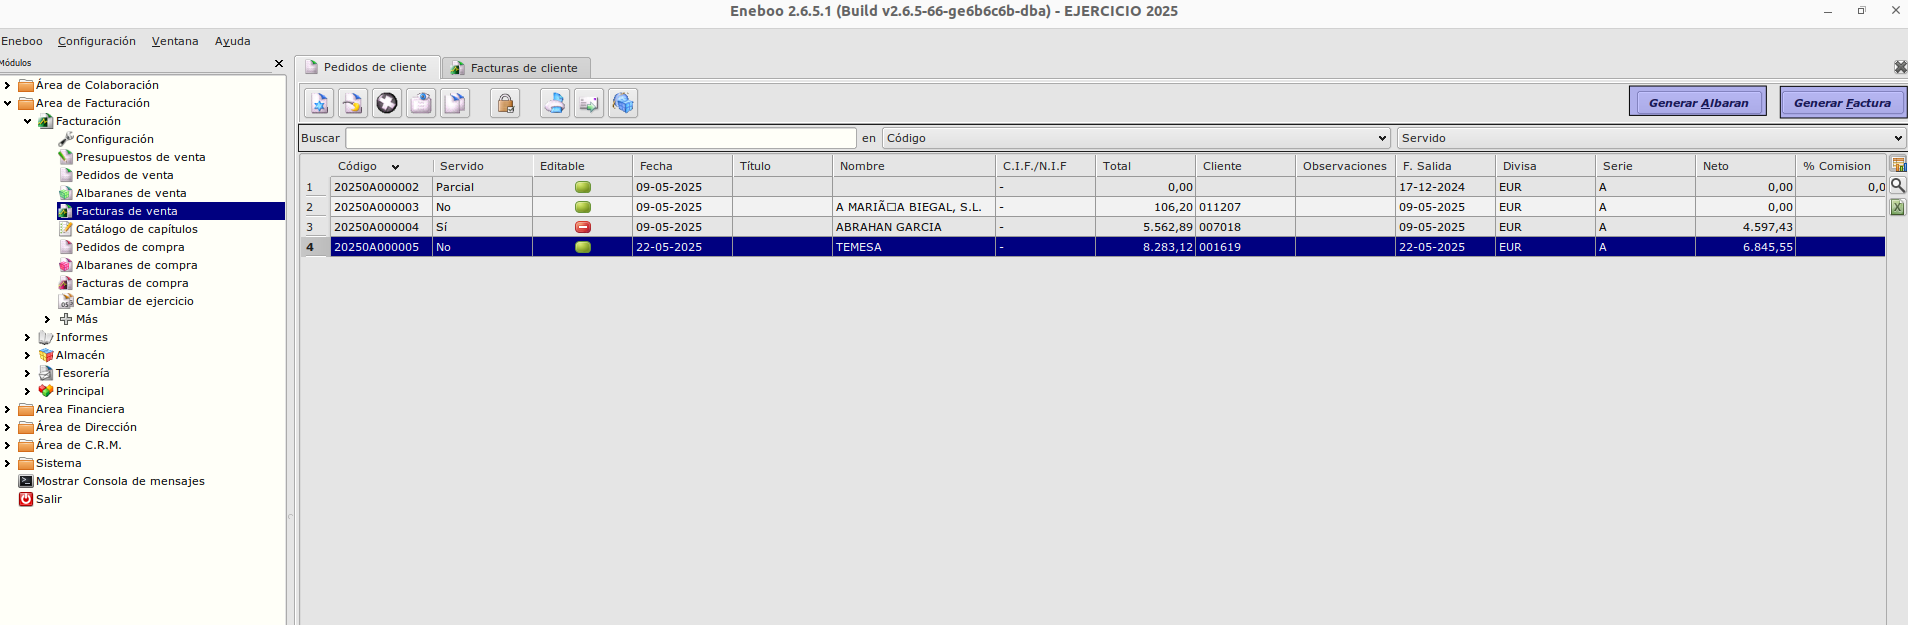 Eneboo 2.6.5.1 (Build v2.6.5-66-ge6b6c6b-dba) - EJERCICIO 2025
Eneboo Configuración Ventana Ayuda
Módulos
Área de Colaboración
Area de Facturación
Facturación
Configuración
Presupuestos de venta
Pedidos de venta
Albaranes de venta
Facturas de venta
Catálogo de capítulos
Pedidos de compra
Albaranes de compra
Facturas de compra
Cambiar de ejercicio
Más
Informes
Almacén
Tesorería
Principal
Area Financiera
Área de Dirección
Área de C.R.M.
Sistema
Mostrar Consola de mensajes
Salir
Pedidos de cliente Facturas de cliente
Generar Albaran Generar Factura
Buscar en Código Servido
Código Servido Editable Fecha Título Nombre C.I.F./N.I.F Total Cliente Observaciones F. Salida Divisa Serie Neto % Comision
1 20250A000002 Parcial 09-05-2025 - 0,00 17-12-2024 EUR A 0,00 0,0
2 20250A000003 No 09-05-2025 A MARIÃ□A BIEGAL, S.L. - 106,20 011207 09-05-2025 EUR A 0,00
3 20250A000004 Sí 09-05-2025 ABRAHAN GARCIA - 5.562,89 007018 09-05-2025 EUR A 4.597,43
4 20250A000005 No 22-05-2025 TEMESA - 8.283,12 001619 22-05-2025 EUR A 6.845,55